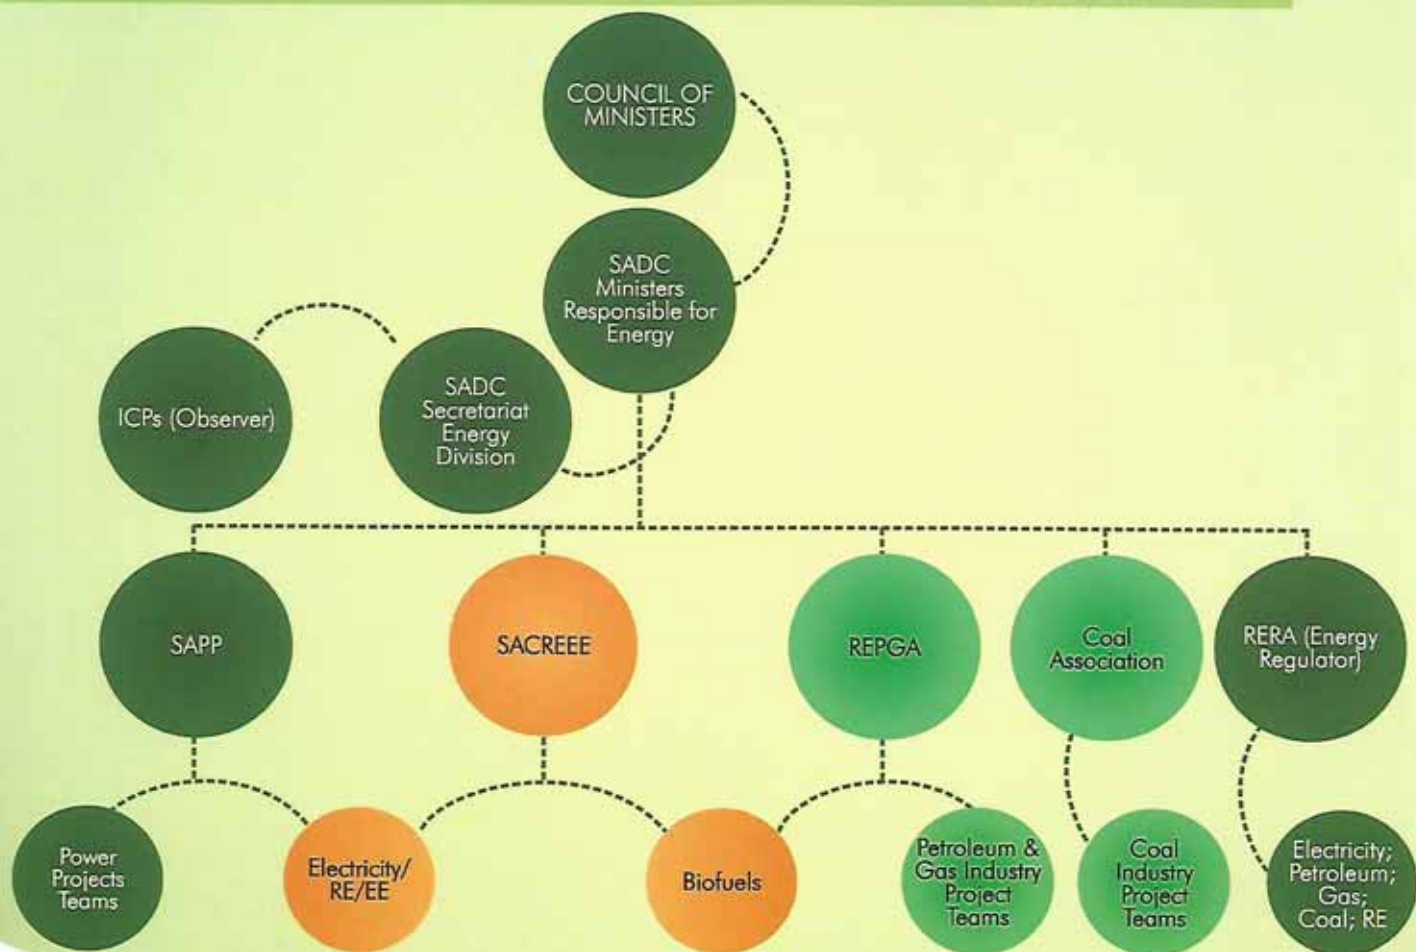 COUNCIL OF
MINISTERS
SADC
Ministers
Responsible for
Energy
ICPs (Observer)
SADC
Secretariat
Energy
Division
SAPP
SACREEE
REPGA
Coal
Association
RERA (Energy
Regulator)
Power
Projects
Teams
Electricity/
RE/EE
Biofuels
Petroleum &
Gas Industry
Project
Teams
Coal
Industry
Project
Teams
Electricity;
Petroleum;
Gas;
Coal; RE